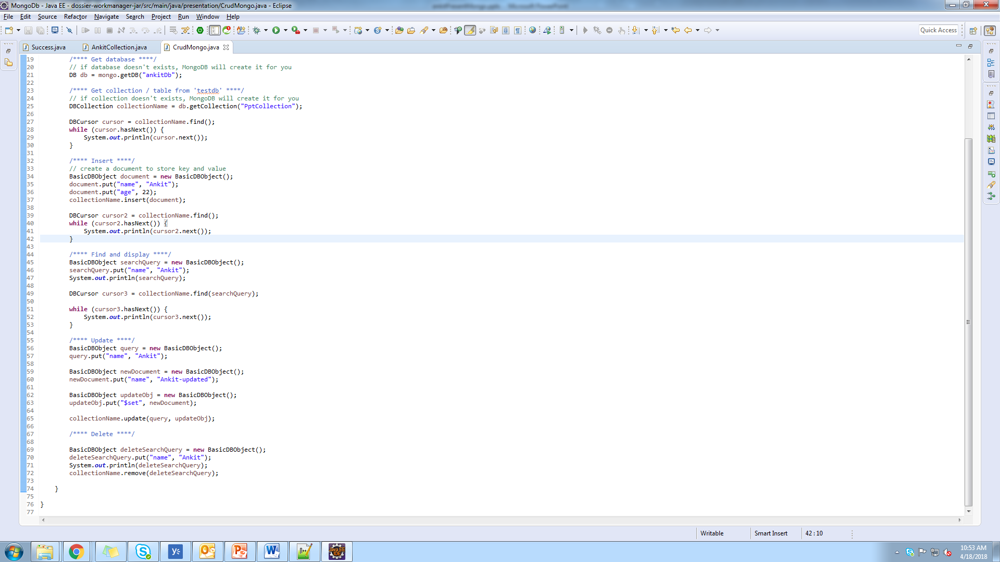 MongoDb - Java EE - dossier-workmanager-jar/src/main/java/presentation/CrudMongo.java - Eclipse
File Edit Source Refactor Navigate Search Project Run Window Help
Quick Access
Success.java AnkitCollection.java CrudMongo.java
19 /**** Get database ****/
20 // if database doesn't exists, MongoDB will create it for you
21 DB db = mongo.getDB("ankitDb");
22
23 /**** Get collection / table from 'testdb' ****/
24 // if collection doesn't exists, MongoDB will create it for you
25 DBCollection collectionName = db.getCollection("PptCollection");
26
27 DBCursor cursor = collectionName.find();
28 while (cursor.hasNext()) {
29 System.out.println(cursor.next());
30 }
31
32 /**** Insert ****/
33 // create a document to store key and value
34 BasicDBObject document = new BasicDBObject();
35 document.put("name", "Ankit");
36 document.put("age", 22);
37 collectionName.insert(document);
38
39 DBCursor cursor2 = collectionName.find();
40 while (cursor2.hasNext()) {
41 System.out.println(cursor2.next());
42 }
43
44 /**** Find and display ****/
45 BasicDBObject searchQuery = new BasicDBObject();
46 searchQuery.put("name", "Ankit");
47 System.out.println(searchQuery);
48
49 DBCursor cursor3 = collectionName.find(searchQuery);
50
51 while (cursor3.hasNext()) {
52 System.out.println(cursor3.next());
53 }
54
55 /**** Update ****/
56 BasicDBObject query = new BasicDBObject();
57 query.put("name", "Ankit");
58
59 BasicDBObject newDocument = new BasicDBObject();
60 newDocument.put("name", "Ankit-updated");
61
62 BasicDBObject updateObj = new BasicDBObject();
63 updateObj.put("$set", newDocument);
64
65 collectionName.update(query, updateObj);
66
67 /**** Delete ****/
68
69 BasicDBObject deleteSearchQuery = new BasicDBObject();
70 deleteSearchQuery.put("name", "Ankit");
71 System.out.println(deleteSearchQuery);
72 collectionName.remove(deleteSearchQuery);
73
74 }
75
76 }
77
Writable Smart Insert 42 : 10
10:53 AM
4/18/2018